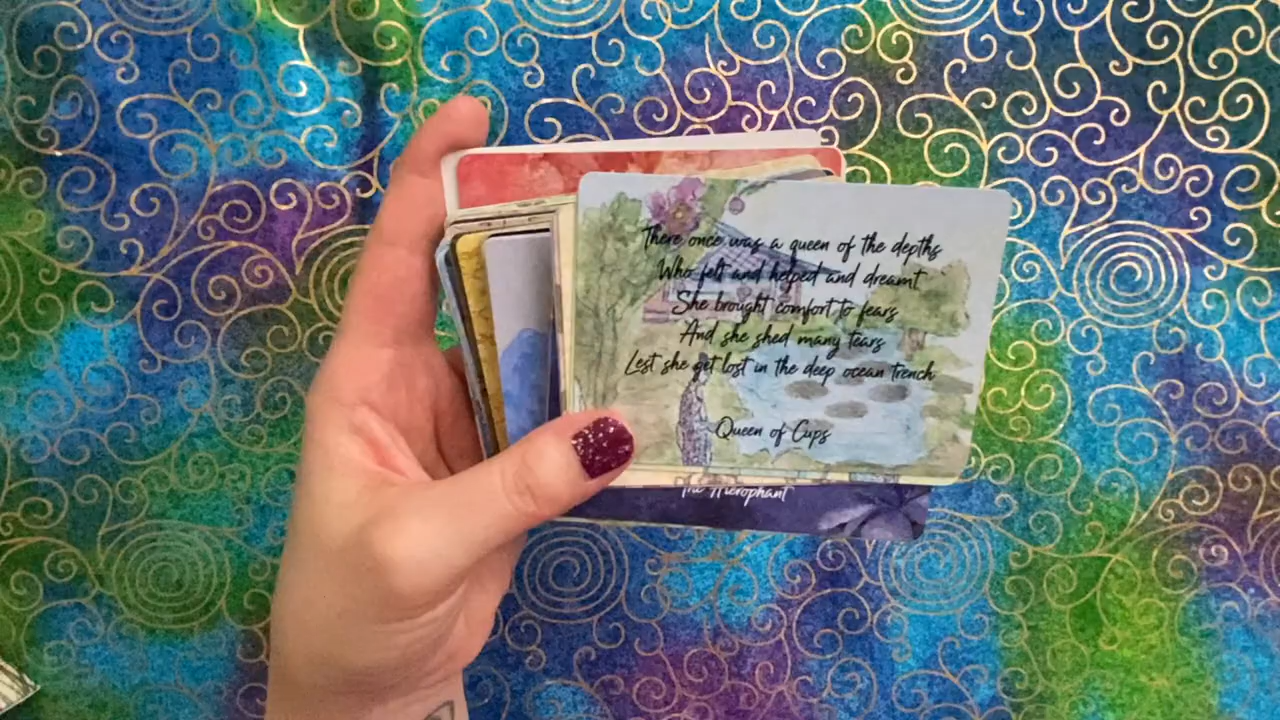 There once was a queen of the depths
Who felt and helped and dreamt
She brought comfort to fears
And she shed many tears
Lest she get lost in the deep ocean trench
Queen of Cups
The Hierophant